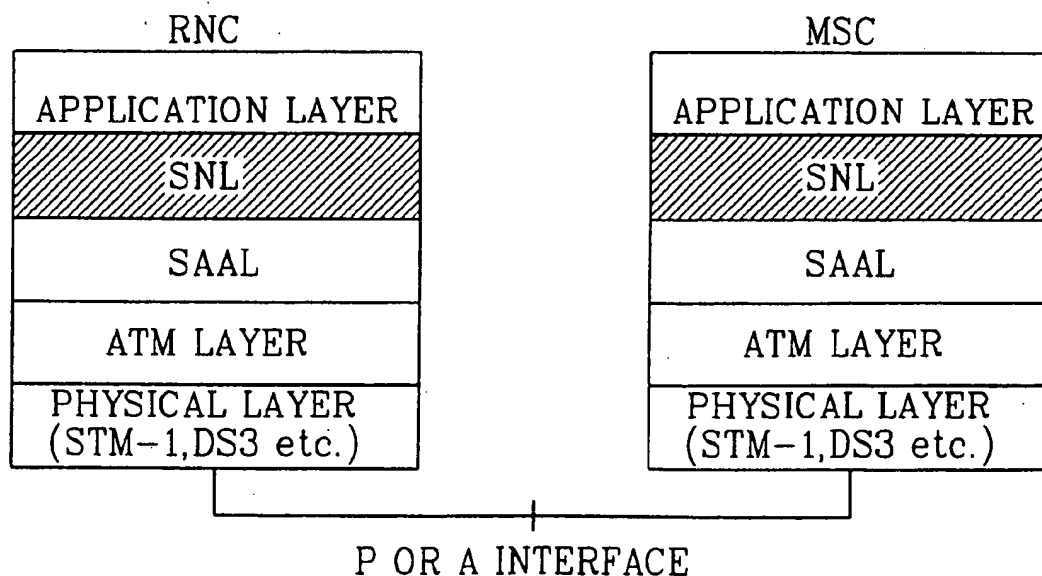 RNC
APPLICATION LAYER
SNL
SAAL
ATM LAYER
PHYSICAL LAYER
(STM-1,DS3 etc.)
MSC
APPLICATION LAYER
SNL
SAAL
ATM LAYER
PHYSICAL LAYER
(STM-1,DS3 etc.)
P OR A INTERFACE